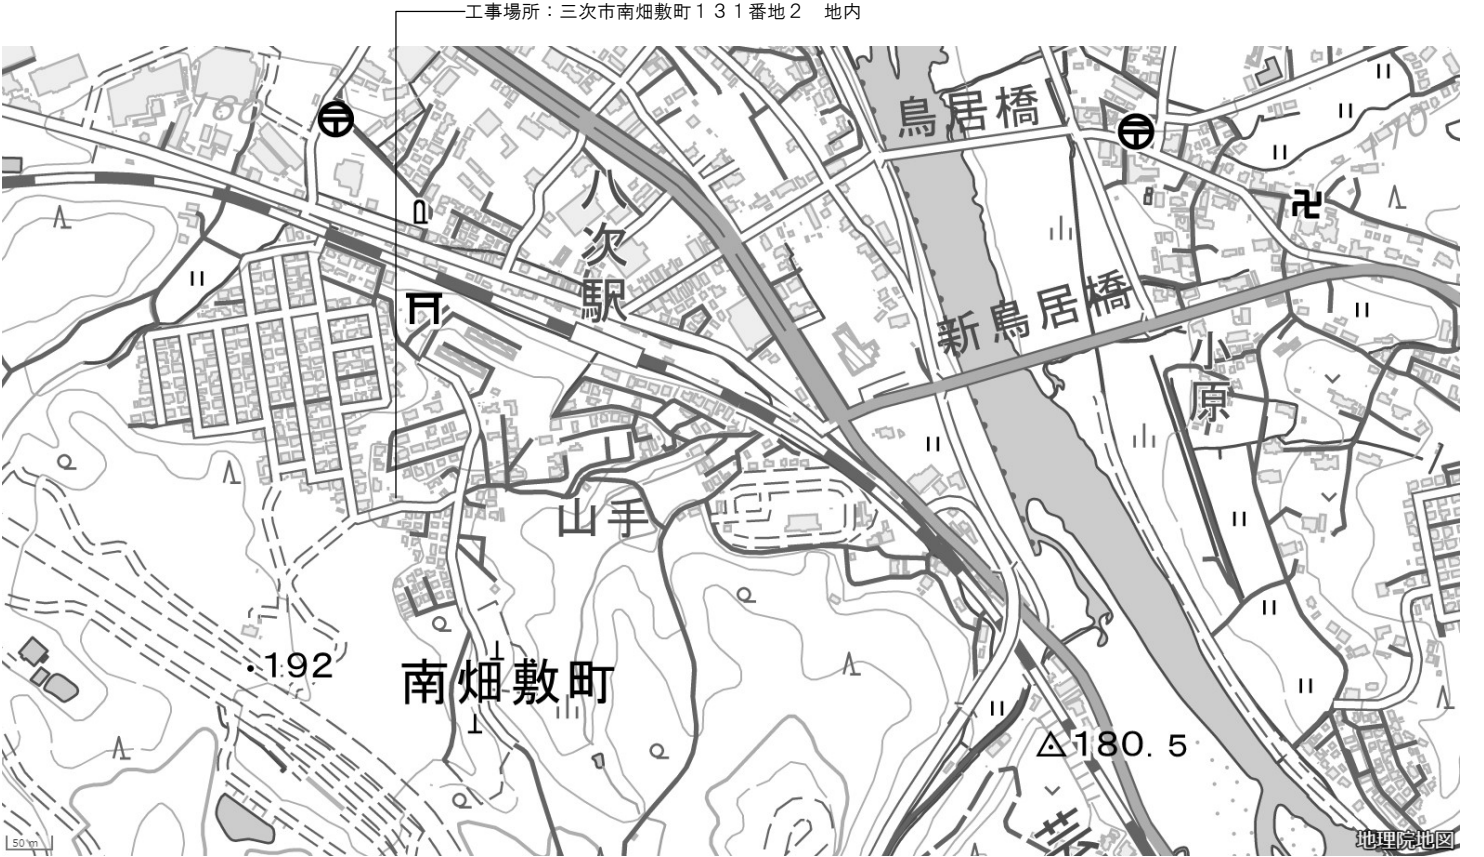 工事場所：三次市南畑敷町１３１番地２　地内
160
鳥居橋
170
八次駅
新鳥居橋
小原
山手
192
南畑敷町
180.5
50 m
地理院地図